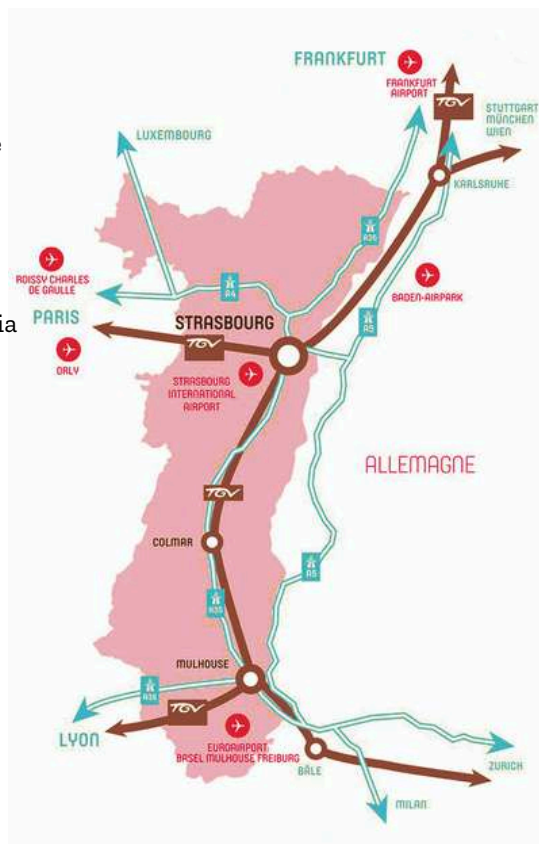 FRANKFURT
FRANKFURT
AIRPORT
TGV
STUTTGART
MÜNCHEN
WIEN
e
LUXEMBOURG
KARLSRUHE
ROISSY CHARLES
DE GAULLE
A4
BADEN-AIRPARK
ia
PARIS
STRASBOURG
A5
TGV
ORLY
STRASBOURG
INTERNATIONAL
AIRPORT
ALLEMAGNE
TGV
COLMAR
A5
A35
MULHOUSE
TGV
LYON
EUROAIRPORT
BASEL MULHOUSE FREIBURG
BÂLE
ZURICH
MILAN